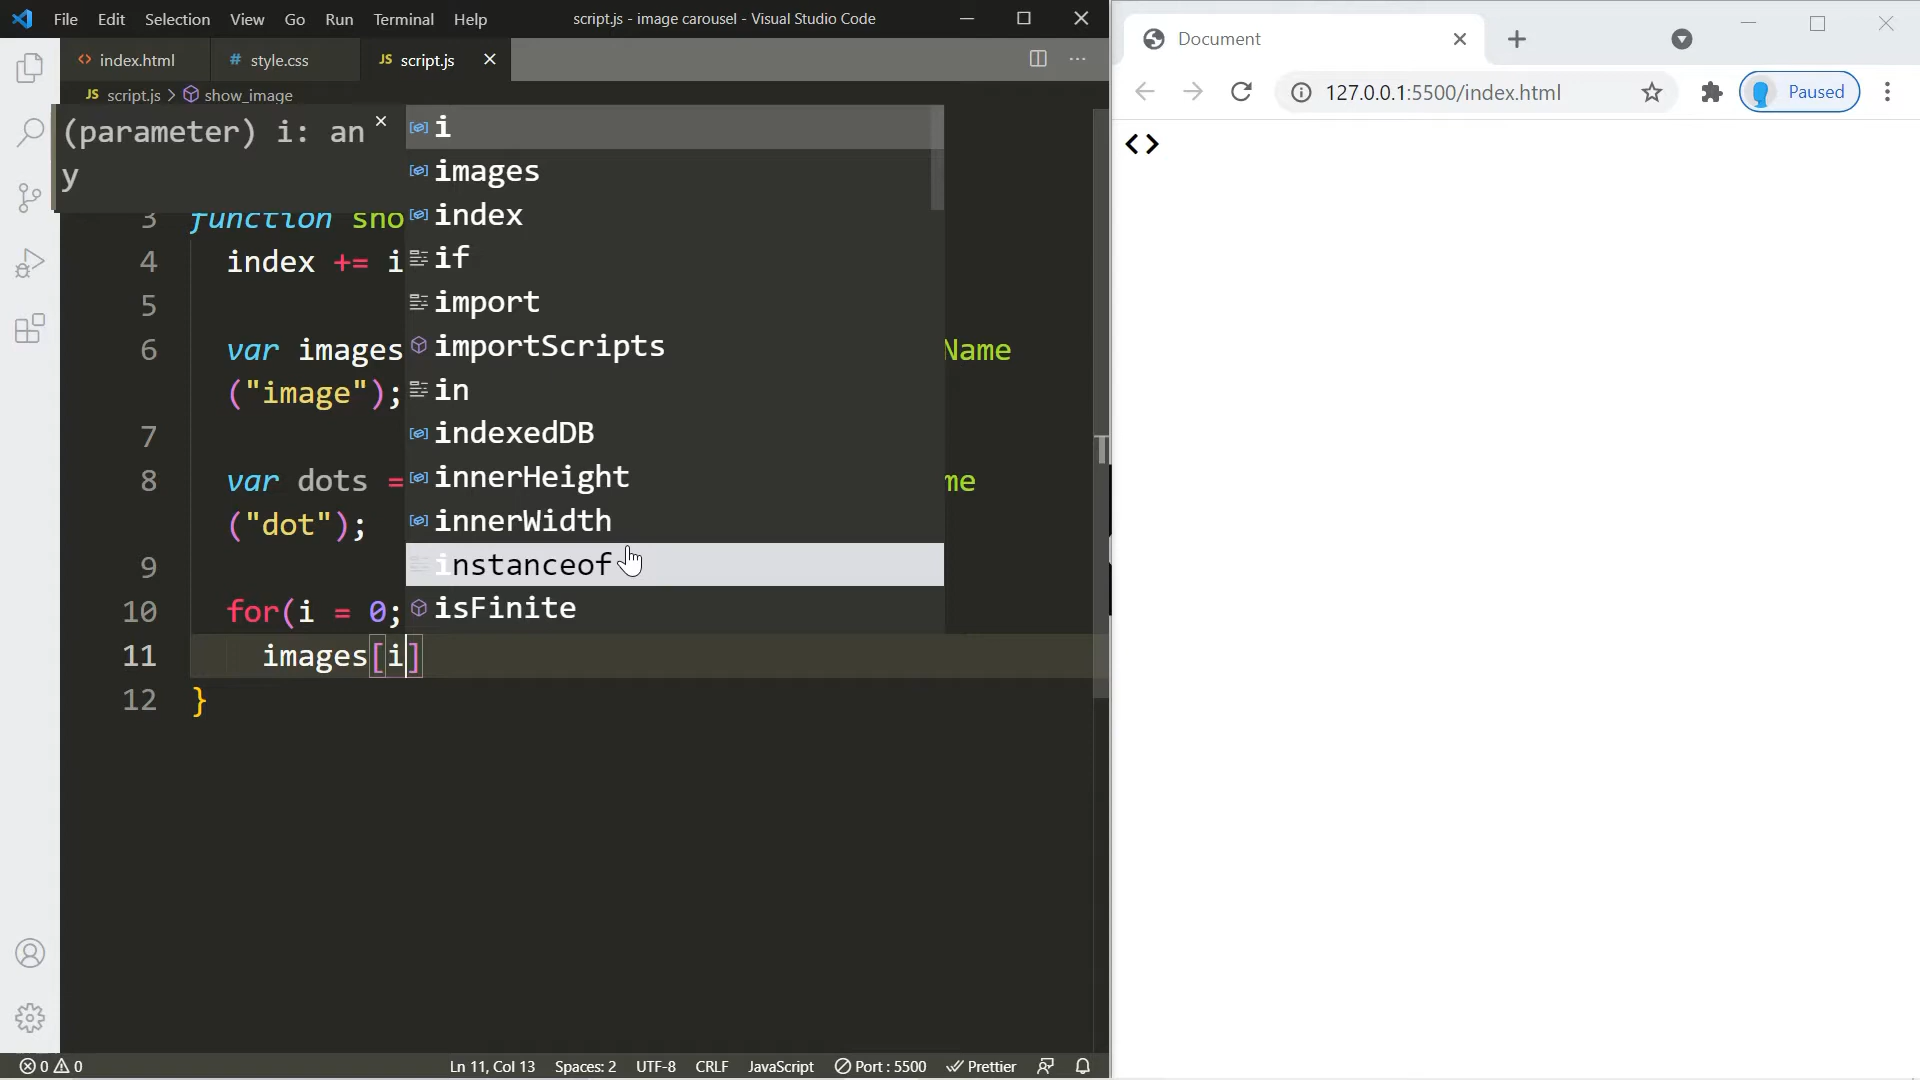 File Edit Selection View Go Run Terminal Help script.js - image carousel - Visual Studio Code
Document
<> index.html # style.css JS script.js
127.0.0.1:5500/index.html Paused
JS script.js > show_image
(parameter) i: an
y
i
images
index
if
import
importScripts
in
indexedDB
innerHeight
innerWidth
instanceof
isFinite
3 function sho
4 index += i
5
6 var images Name
("image");
7
8 var dots = me
("dot");
9
10 for(i = 0;
11 images[i]
12 }
< >
0 0 Ln 11, Col 13 Spaces: 2 UTF-8 CRLF JavaScript Port : 5500 Prettier